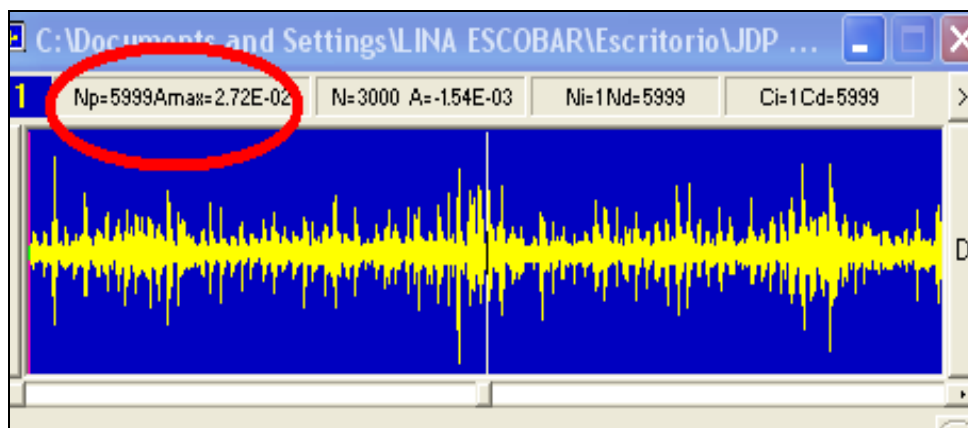 C:\Documents and Settings\LINA ESCOBAR\Escritorio\JDP ...
1 Np=5999Amax=2.72E-02 N=3000 A=-1.54E-03 Ni=1Nd=5999 Ci=1Cd=5999
D